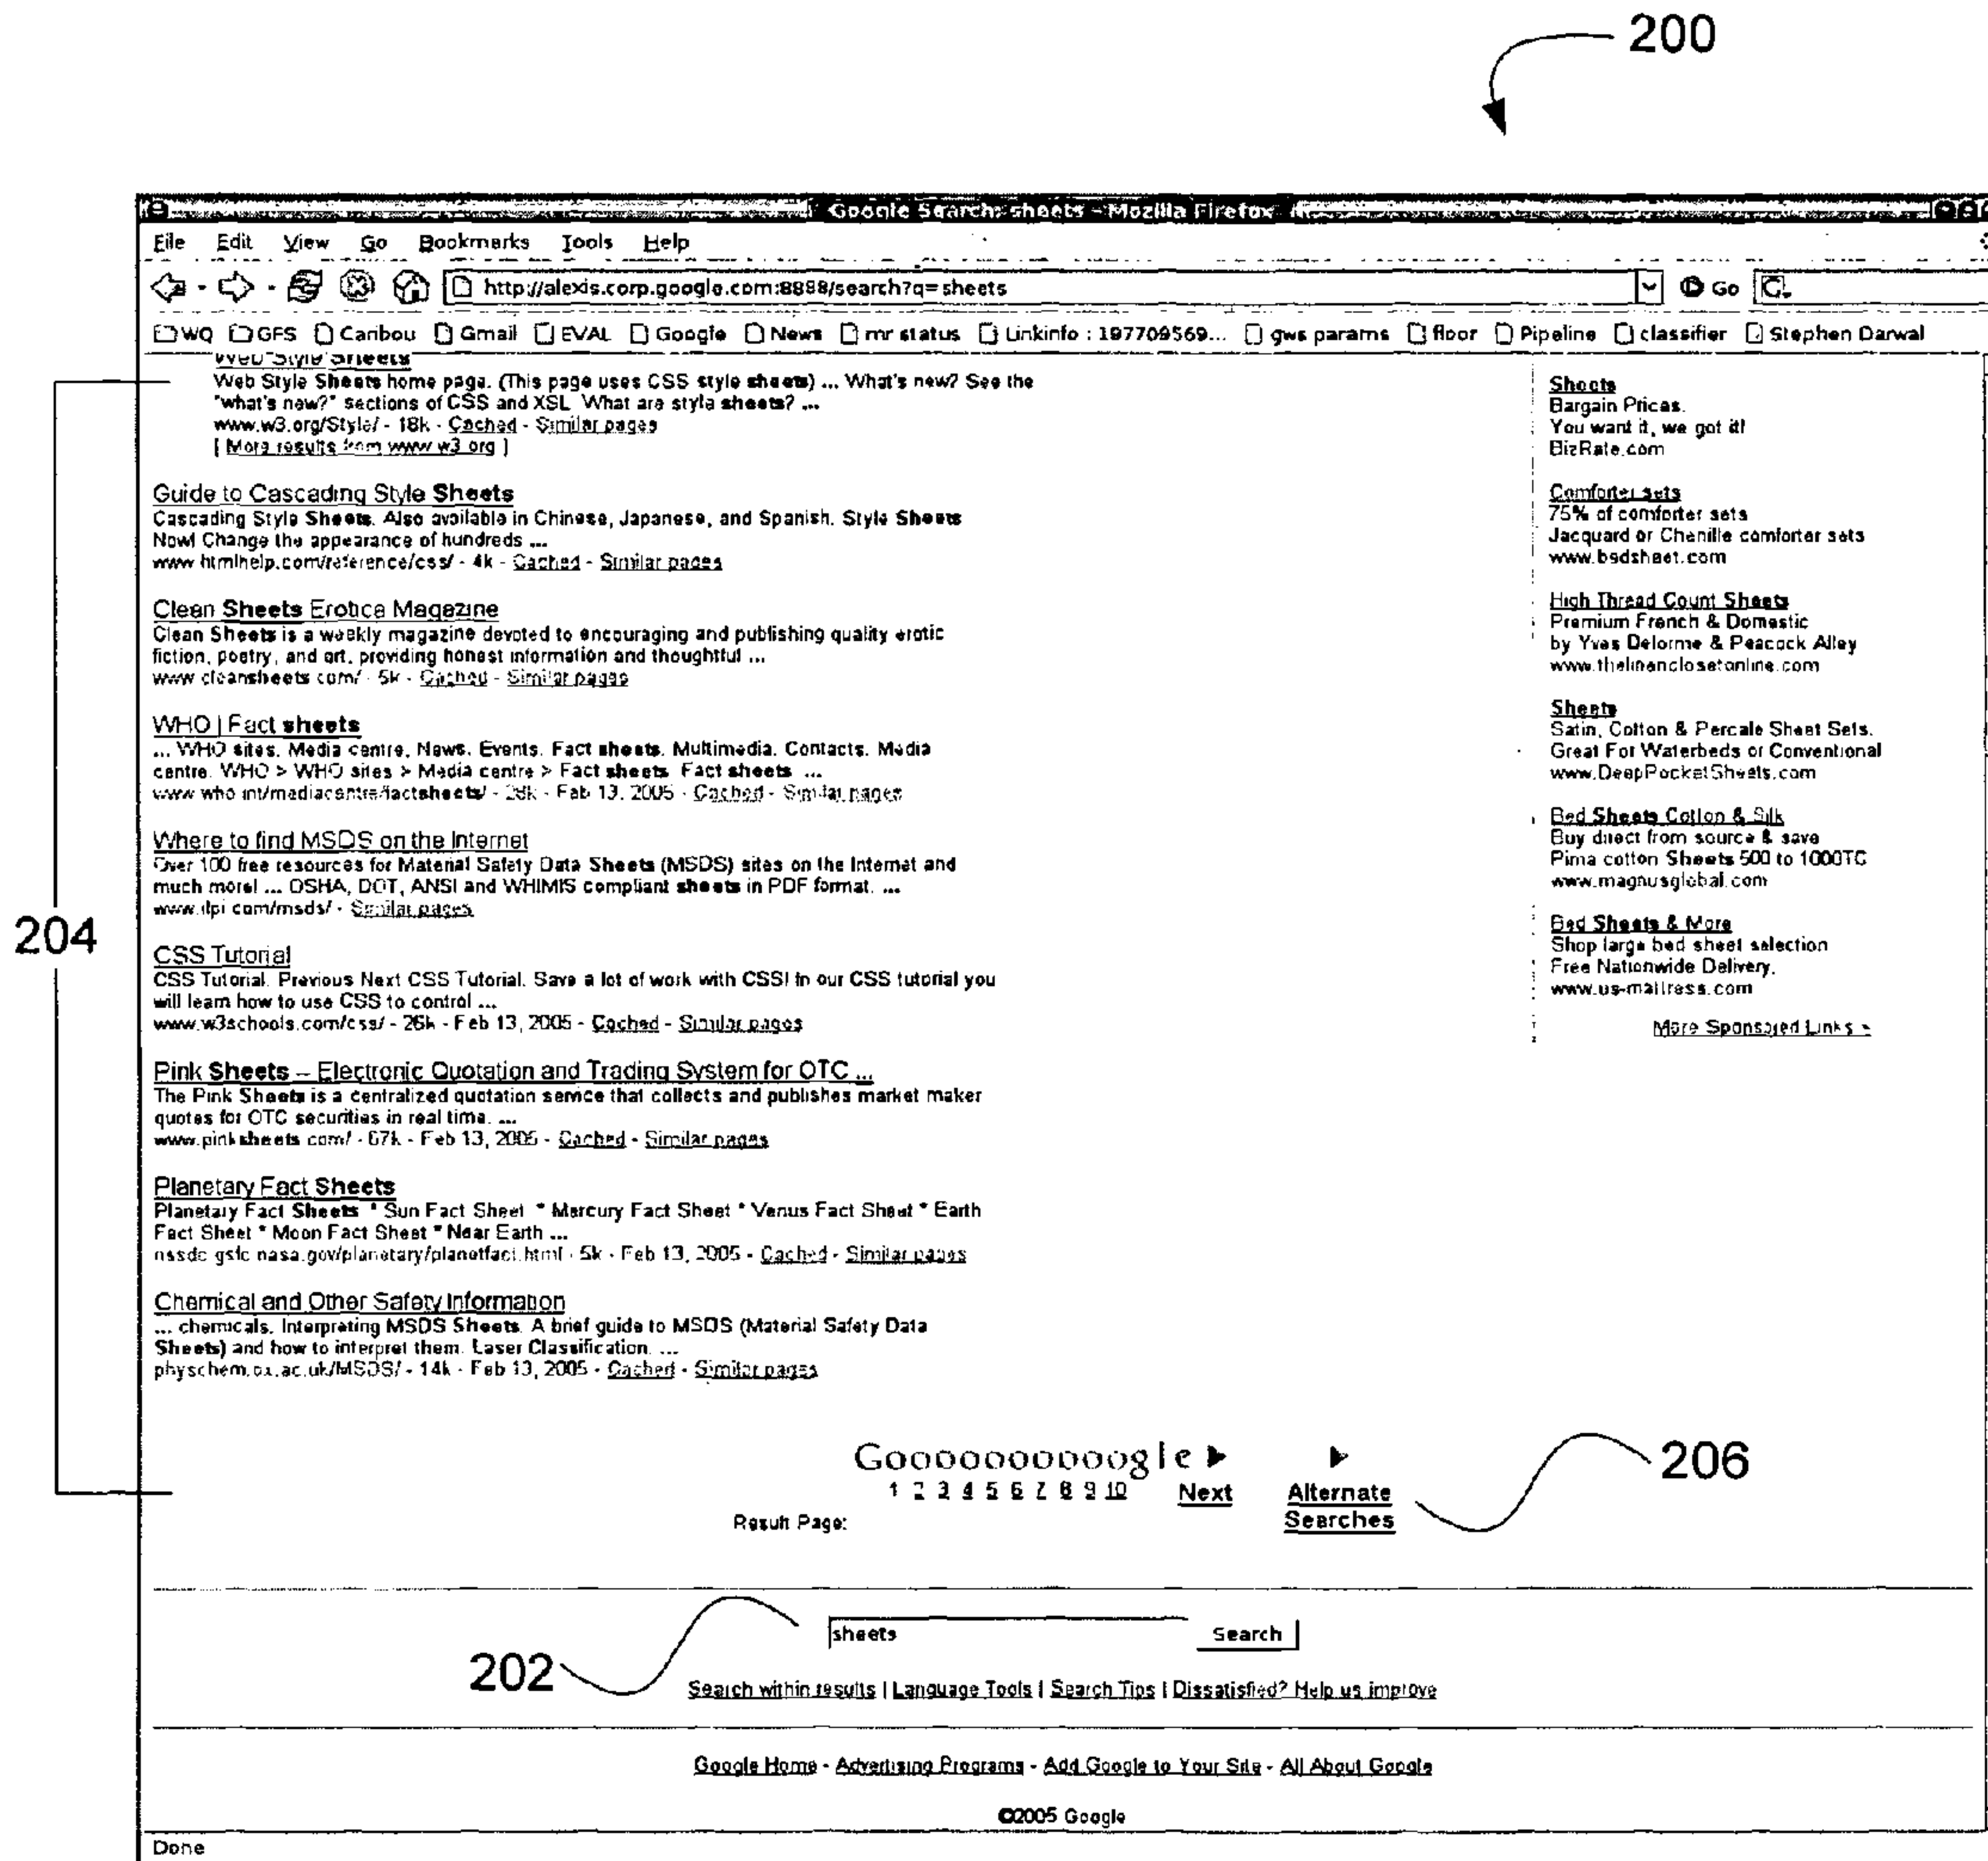 200
Google Search: sheets - Mozilla Firefox
File Edit View Go Bookmarks Tools Help
http://alexis.corp.google.com:8888/search?q=sheets Go
WQ GFS Caribou Gmail EVAL Google News mr status Linkinfo : 197709569... gws params floor Pipeline classifier Stephen Darwal
Web Style Sheets
Web Style Sheets home page. (This page uses CSS style sheets) ... What's new? See the
"what's new?" sections of CSS and XSL What are style sheets? ...
www.w3.org/Style/ - 18k - Cached - Similar pages
[ More results from www.w3.org ]
Guide to Cascading Style Sheets
Cascading Style Sheets. Also available in Chinese, Japanese, and Spanish. Style Sheets
Now! Change the appearance of hundreds ...
www.htmlhelp.com/reference/css/ - 4k - Cached - Similar pages
Clean Sheets Erotica Magazine
Clean Sheets is a weekly magazine devoted to encouraging and publishing quality erotic
fiction, poetry, and art, providing honest information and thoughtful ...
www.cleansheets.com/ - 5k - Cached - Similar pages
WHO | Fact sheets
... WHO sites. Media centre, News. Events. Fact sheets. Multimedia. Contacts. Media
centre. WHO > WHO sites > Media centre > Fact sheets. Fact sheets ...
www.who.int/mediacentre/factsheets/ - 28k - Feb 13, 2005 - Cached - Similar pages
Where to find MSDS on the Internet
Over 100 free resources for Material Safety Data Sheets (MSDS) sites on the Internet and
much more! ... OSHA, DOT, ANSI and WHIMIS compliant sheets in PDF format. ...
www.ilpi.com/msds/ - Similar pages
204
CSS Tutorial
CSS Tutorial. Previous Next CSS Tutorial. Save a lot of work with CSS! In our CSS tutorial you
will learn how to use CSS to control ...
www.w3schools.com/css/ - 26k - Feb 13, 2005 - Cached - Similar pages
Pink Sheets – Electronic Quotation and Trading System for OTC ...
The Pink Sheets is a centralized quotation service that collects and publishes market maker
quotes for OTC securities in real time. ...
www.pinksheets.com/ - 67k - Feb 13, 2005 - Cached - Similar pages
Planetary Fact Sheets
Planetary Fact Sheets * Sun Fact Sheet * Mercury Fact Sheet * Venus Fact Sheet * Earth
Fact Sheet * Moon Fact Sheet * Near Earth ...
nssdc.gsfc.nasa.gov/planetary/planetfact.html - 5k - Feb 13, 2005 - Cached - Similar pages
Chemical and Other Safety Information
... chemicals. Interpreting MSDS Sheets. A brief guide to MSDS (Material Safety Data
Sheets) and how to interpret them. Laser Classification. ...
physchem.ox.ac.uk/MSDS/ - 14k - Feb 13, 2005 - Cached - Similar pages
Sheets
Bargain Prices.
You want it, we got it!
BizRate.com
Comforter sets
75% of comforter sets
Jacquard or Chenille comforter sets
www.bedsheet.com
High Thread Count Sheets
Premium French & Domestic
by Yves Delorme & Peacock Alley
www.thelinenclosetonline.com
Sheets
Satin, Cotton & Percale Sheet Sets.
Great For Waterbeds or Conventional
www.DeepPocketSheets.com
Bed Sheets Cotton & Silk
Buy direct from source & save
Pima cotton Sheets 500 to 1000TC
www.magnusglobal.com
Bed Sheets & More
Shop large bed sheet selection
Free Nationwide Delivery.
www.us-mattress.com
More Sponsored Links »
Goooooooooogle
206
1 2 3 4 5 6 7 8 9 10 Next Alternate
Result Page: Searches
sheets Search
202
Search within results | Language Tools | Search Tips | Dissatisfied? Help us improve
Google Home - Advertising Programs - Add Google to Your Site - All About Google
©2005 Google
Done